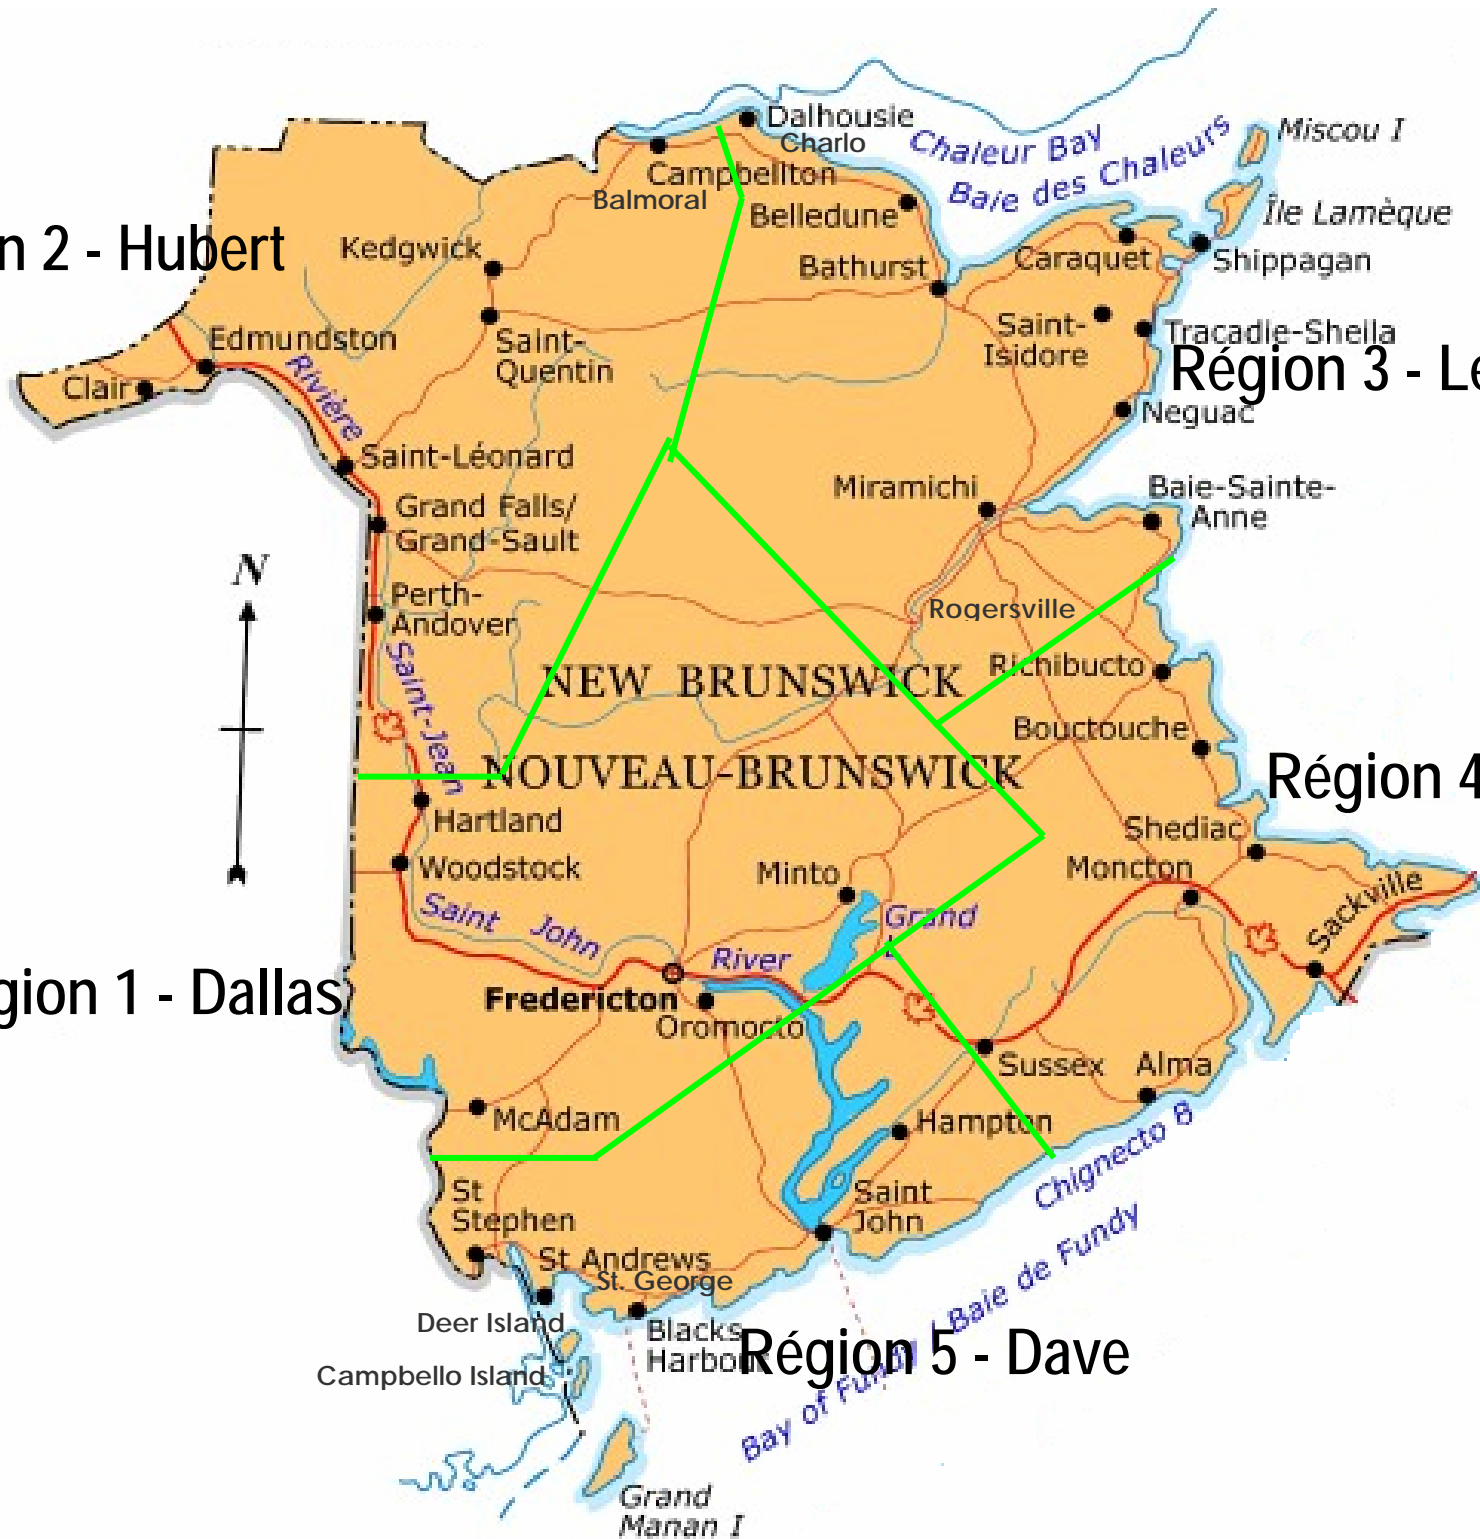 Dalhousie
Charlo
Chaleur Bay
Baie des Chaleurs
Miscou I
Campbellton
Balmoral
Belledune
Île Lamèque
n 2 - Hubert
Kedgwick
Bathurst
Caraquet
Shippagan
Edmundston
Saint-
Quentin
Saint-
Isidore
Tracadie-Sheila
Région 3 - Le
Clair
Rivière
Neguac
Saint-Léonard
Miramichi
Baie-Sainte-
Anne
Grand Falls/
Grand-Sault
N
Perth-
Andover
Rogersville
Saint-Jean
NEW BRUNSWICK
Richibucto
Bouctouche
NOUVEAU-BRUNSWICK
Région 4
Hartland
Shediac
Woodstock
Minto
Moncton
Saint John River
Grand
L
Sackville
gion 1 - Dallas
Fredericton
Oromocto
Sussex
Alma
McAdam
Hampton
Chignecto B
St
Stephen
Saint
John
St Andrews
St. George
Bay of Fundy / Baie de Fundy
Deer Island
Blacks
Harbour
Région 5 - Dave
Campbello Island
Grand
Manan I